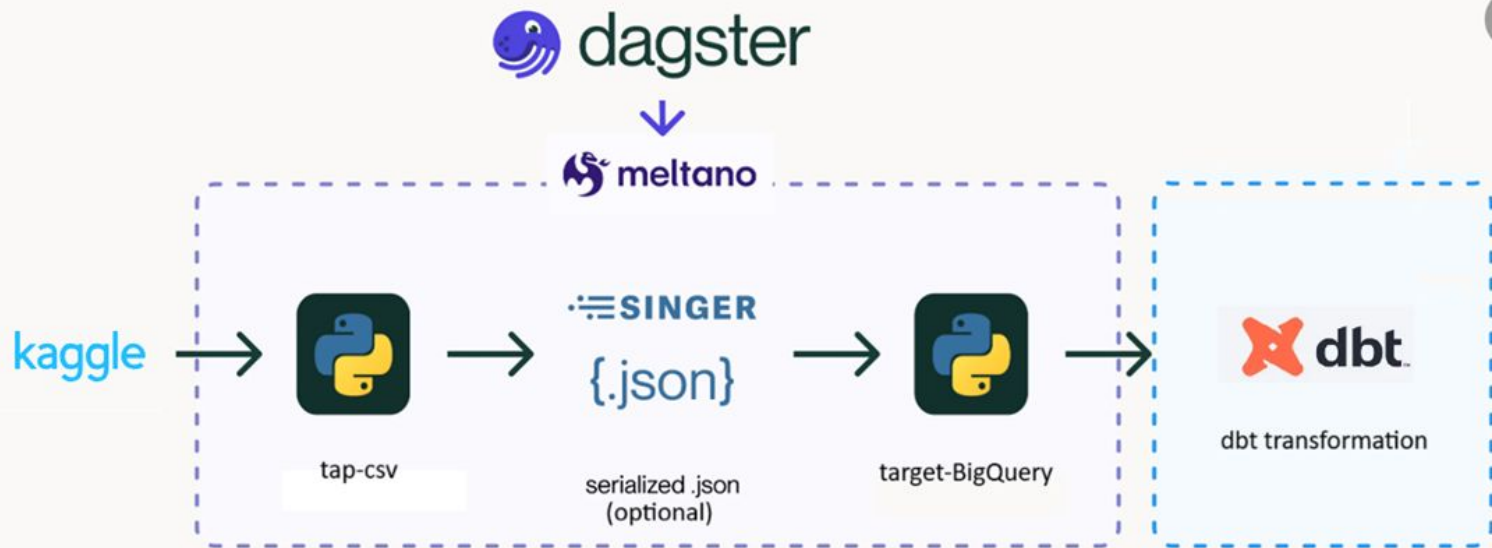 dagster
meltano
kaggle
SINGER
{.json}
dbt
tap-csv
serialized .json
(optional)
target-BigQuery
dbt transformation